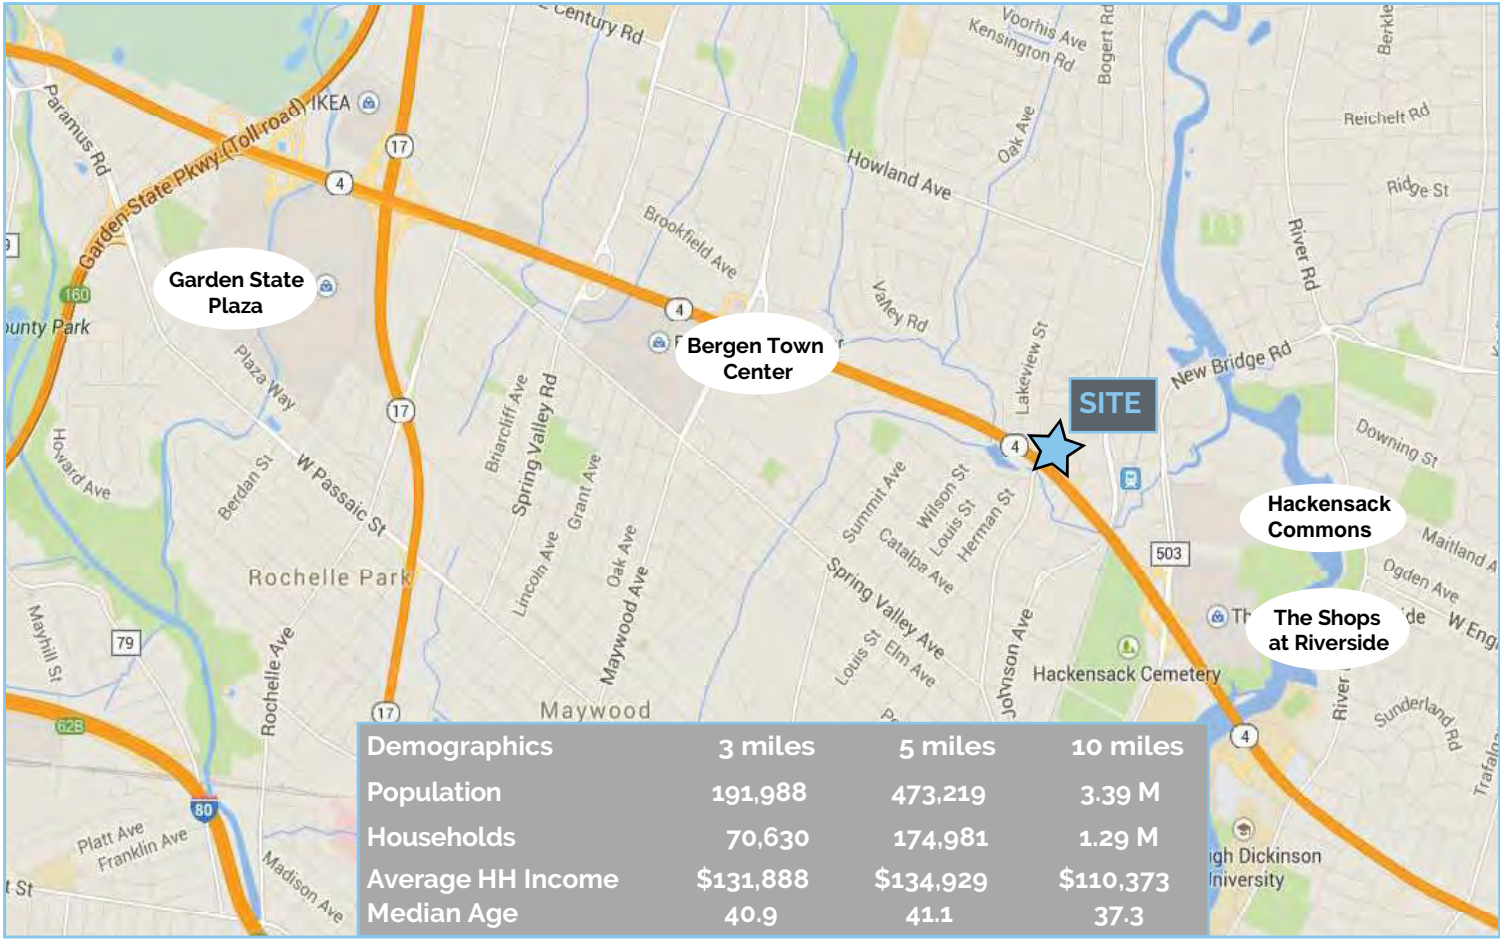 E Century Rd
Voorhis Ave
Kensington Rd
Bogert Rd
Berkle
Paramus Rd
IKEA
Garden State Pkwy (Toll road)
17
4
Oak Ave
Reichelt Rd
Howland Ave
Ridge St
Brookfield Ave
River Rd
9
Garden State
Plaza
160
ounty Park
4
Valley Rd
Bergen Town
Center
r
Lakeview St
New Bridge Rd
Plaza Way
SITE
17
4
Briarcliff Ave
Spring Valley Rd
Howard Ave
Berdan St
W Passaic St
Grant Ave
Downing St
Summit Ave
Wilson St
Louis St
Herman St
Catalpa Ave
Hackensack
Commons
Maitland A
503
Lincoln Ave
Oak Ave
Maywood Ave
Rochelle Park
Spring Valley Ave
Ogden Ave
W Eng
Mayhill St
79
Rochelle Ave
Th
The Shops
at Riverside
ide
Louis St
Elm Ave
Johnson Ave
Hackensack Cemetery
River
Sunderland Rd
Maywood
17
Pe
62B
4
Trafalga
80
Platt Ave
Franklin Ave
Madison Ave
t St
igh Dickinson
University
Demographics 3 miles 5 miles 10 miles
Population 191,988 473,219 3.39 M
Households 70,630 174,981 1.29 M
Average HH Income $131,888 $134,929 $110,373
Median Age 40.9 41.1 37.3